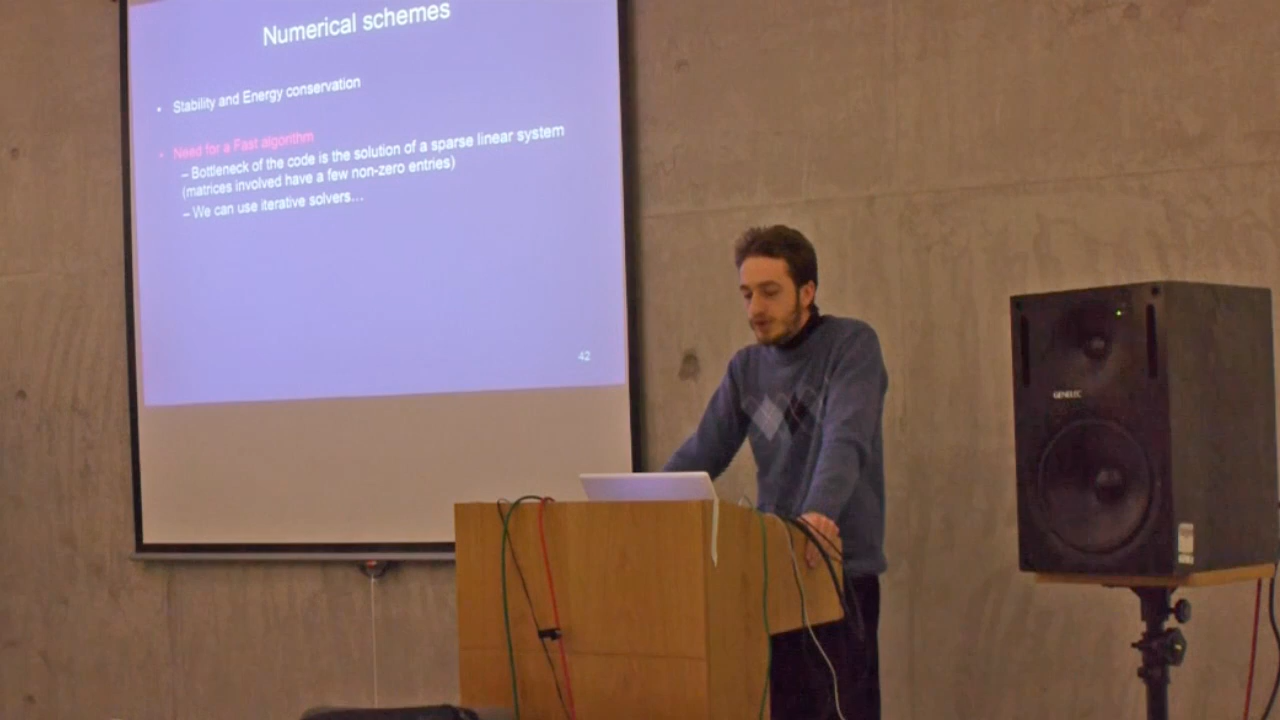 Numerical schemes
• Stability and Energy conservation
• Need for a Fast algorithm
– Bottleneck of the code is the solution of a sparse linear system
(matrices involved have a few non-zero entries)
– We can use iterative solvers…
42
GENELEC